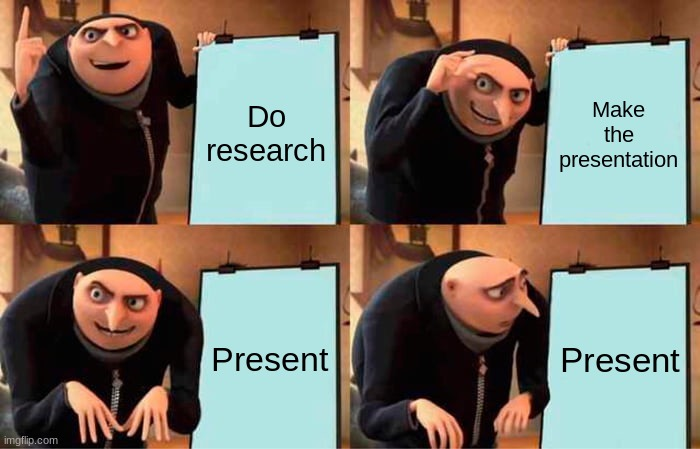 Do
research
Make
the
presentation
Present
Present
imgflip.com